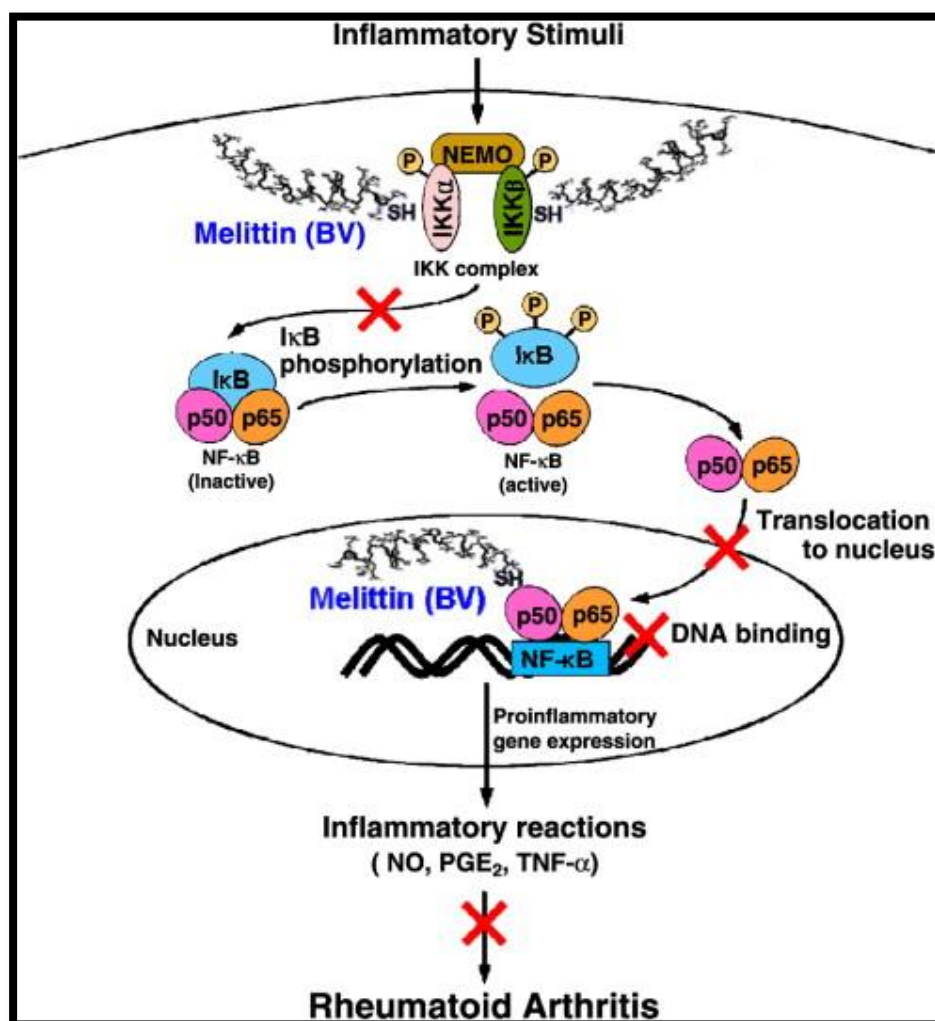 Inflammatory Stimuli
P
NEMO
P
IKKα
IKKβ
SH
SH
Melittin (BV)
IKK complex
P
P
P
IκB
phosphorylation
IκB
IκB
p50
p65
p50
p65
NF-κB
(Inactive)
NF-κB
(active)
p50
p65
Translocation
to nucleus
SH
Melittin (BV)
p50
p65
Nucleus
DNA binding
NF-κB
Proinflammatory
gene expression
Inflammatory reactions
( NO, PGE₂, TNF-α)
Rheumatoid Arthritis